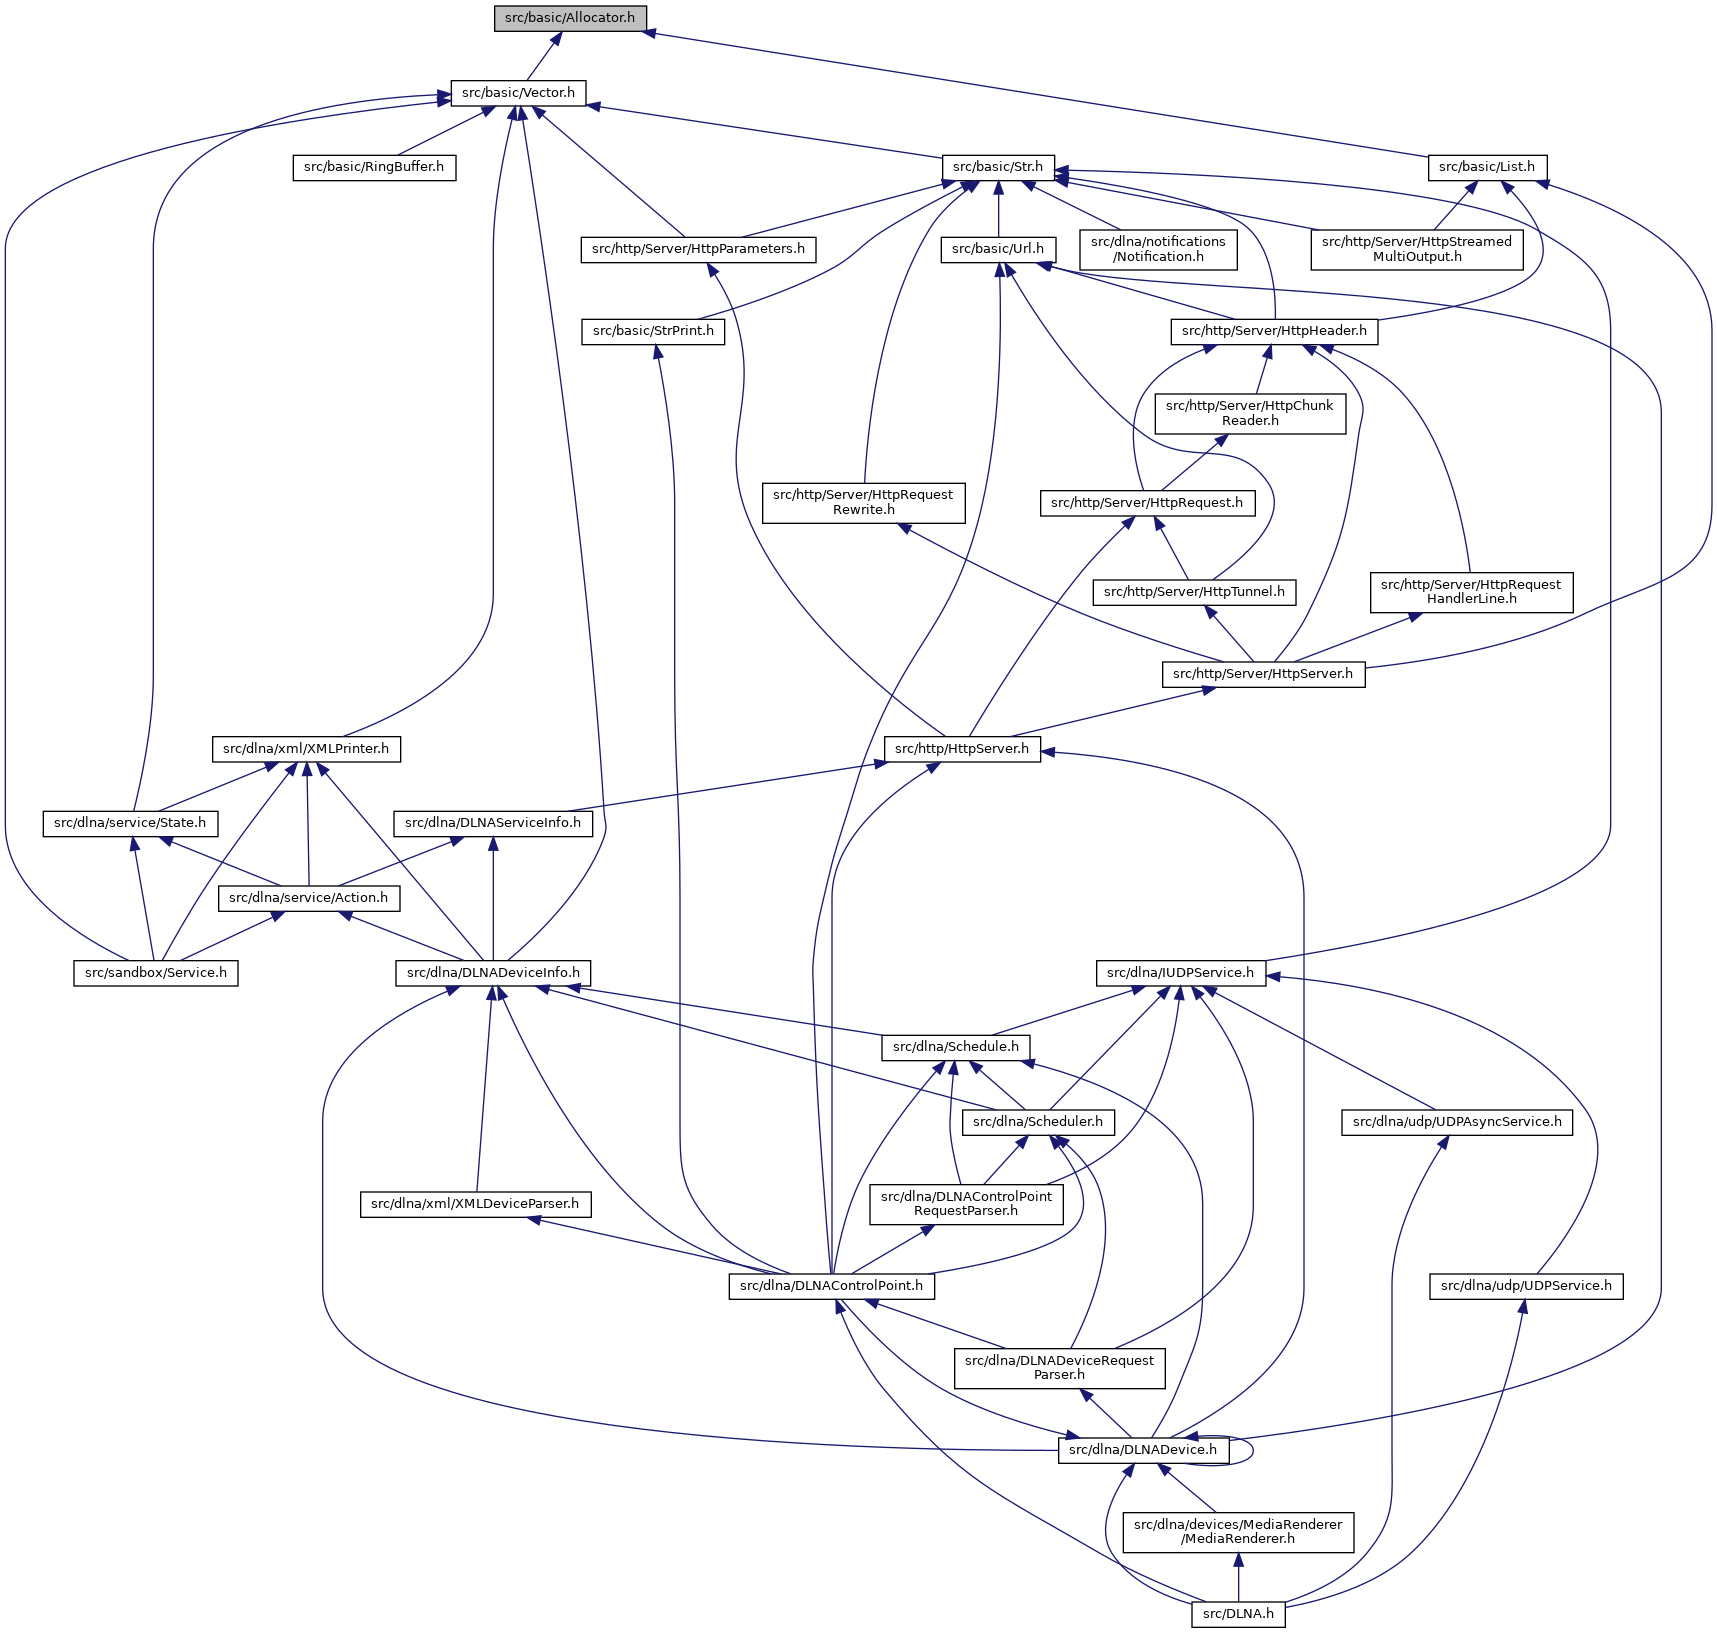 src/basic/Allocator.h
src/basic/Vector.h
src/basic/RingBuffer.h
src/basic/Str.h
src/basic/List.h
src/http/Server/HttpParameters.h
src/basic/Url.h
src/dlna/notifications
/Notification.h
src/http/Server/HttpStreamed
MultiOutput.h
src/basic/StrPrint.h
src/http/Server/HttpHeader.h
src/http/Server/HttpChunk
Reader.h
src/http/Server/HttpRequest
Rewrite.h
src/http/Server/HttpRequest.h
src/http/Server/HttpTunnel.h
src/http/Server/HttpRequest
HandlerLine.h
src/http/Server/HttpServer.h
src/dlna/xml/XMLPrinter.h
src/http/HttpServer.h
src/dlna/service/State.h
src/dlna/DLNAServiceInfo.h
src/dlna/service/Action.h
src/sandbox/Service.h
src/dlna/DLNADeviceInfo.h
src/dlna/IUDPService.h
src/dlna/Schedule.h
src/dlna/Scheduler.h
src/dlna/udp/UDPAsyncService.h
src/dlna/xml/XMLDeviceParser.h
src/dlna/DLNAControlPoint
RequestParser.h
src/dlna/DLNAControlPoint.h
src/dlna/udp/UDPService.h
src/dlna/DLNADeviceRequest
Parser.h
src/dlna/DLNADevice.h
src/dlna/devices/MediaRenderer
/MediaRenderer.h
src/DLNA.h